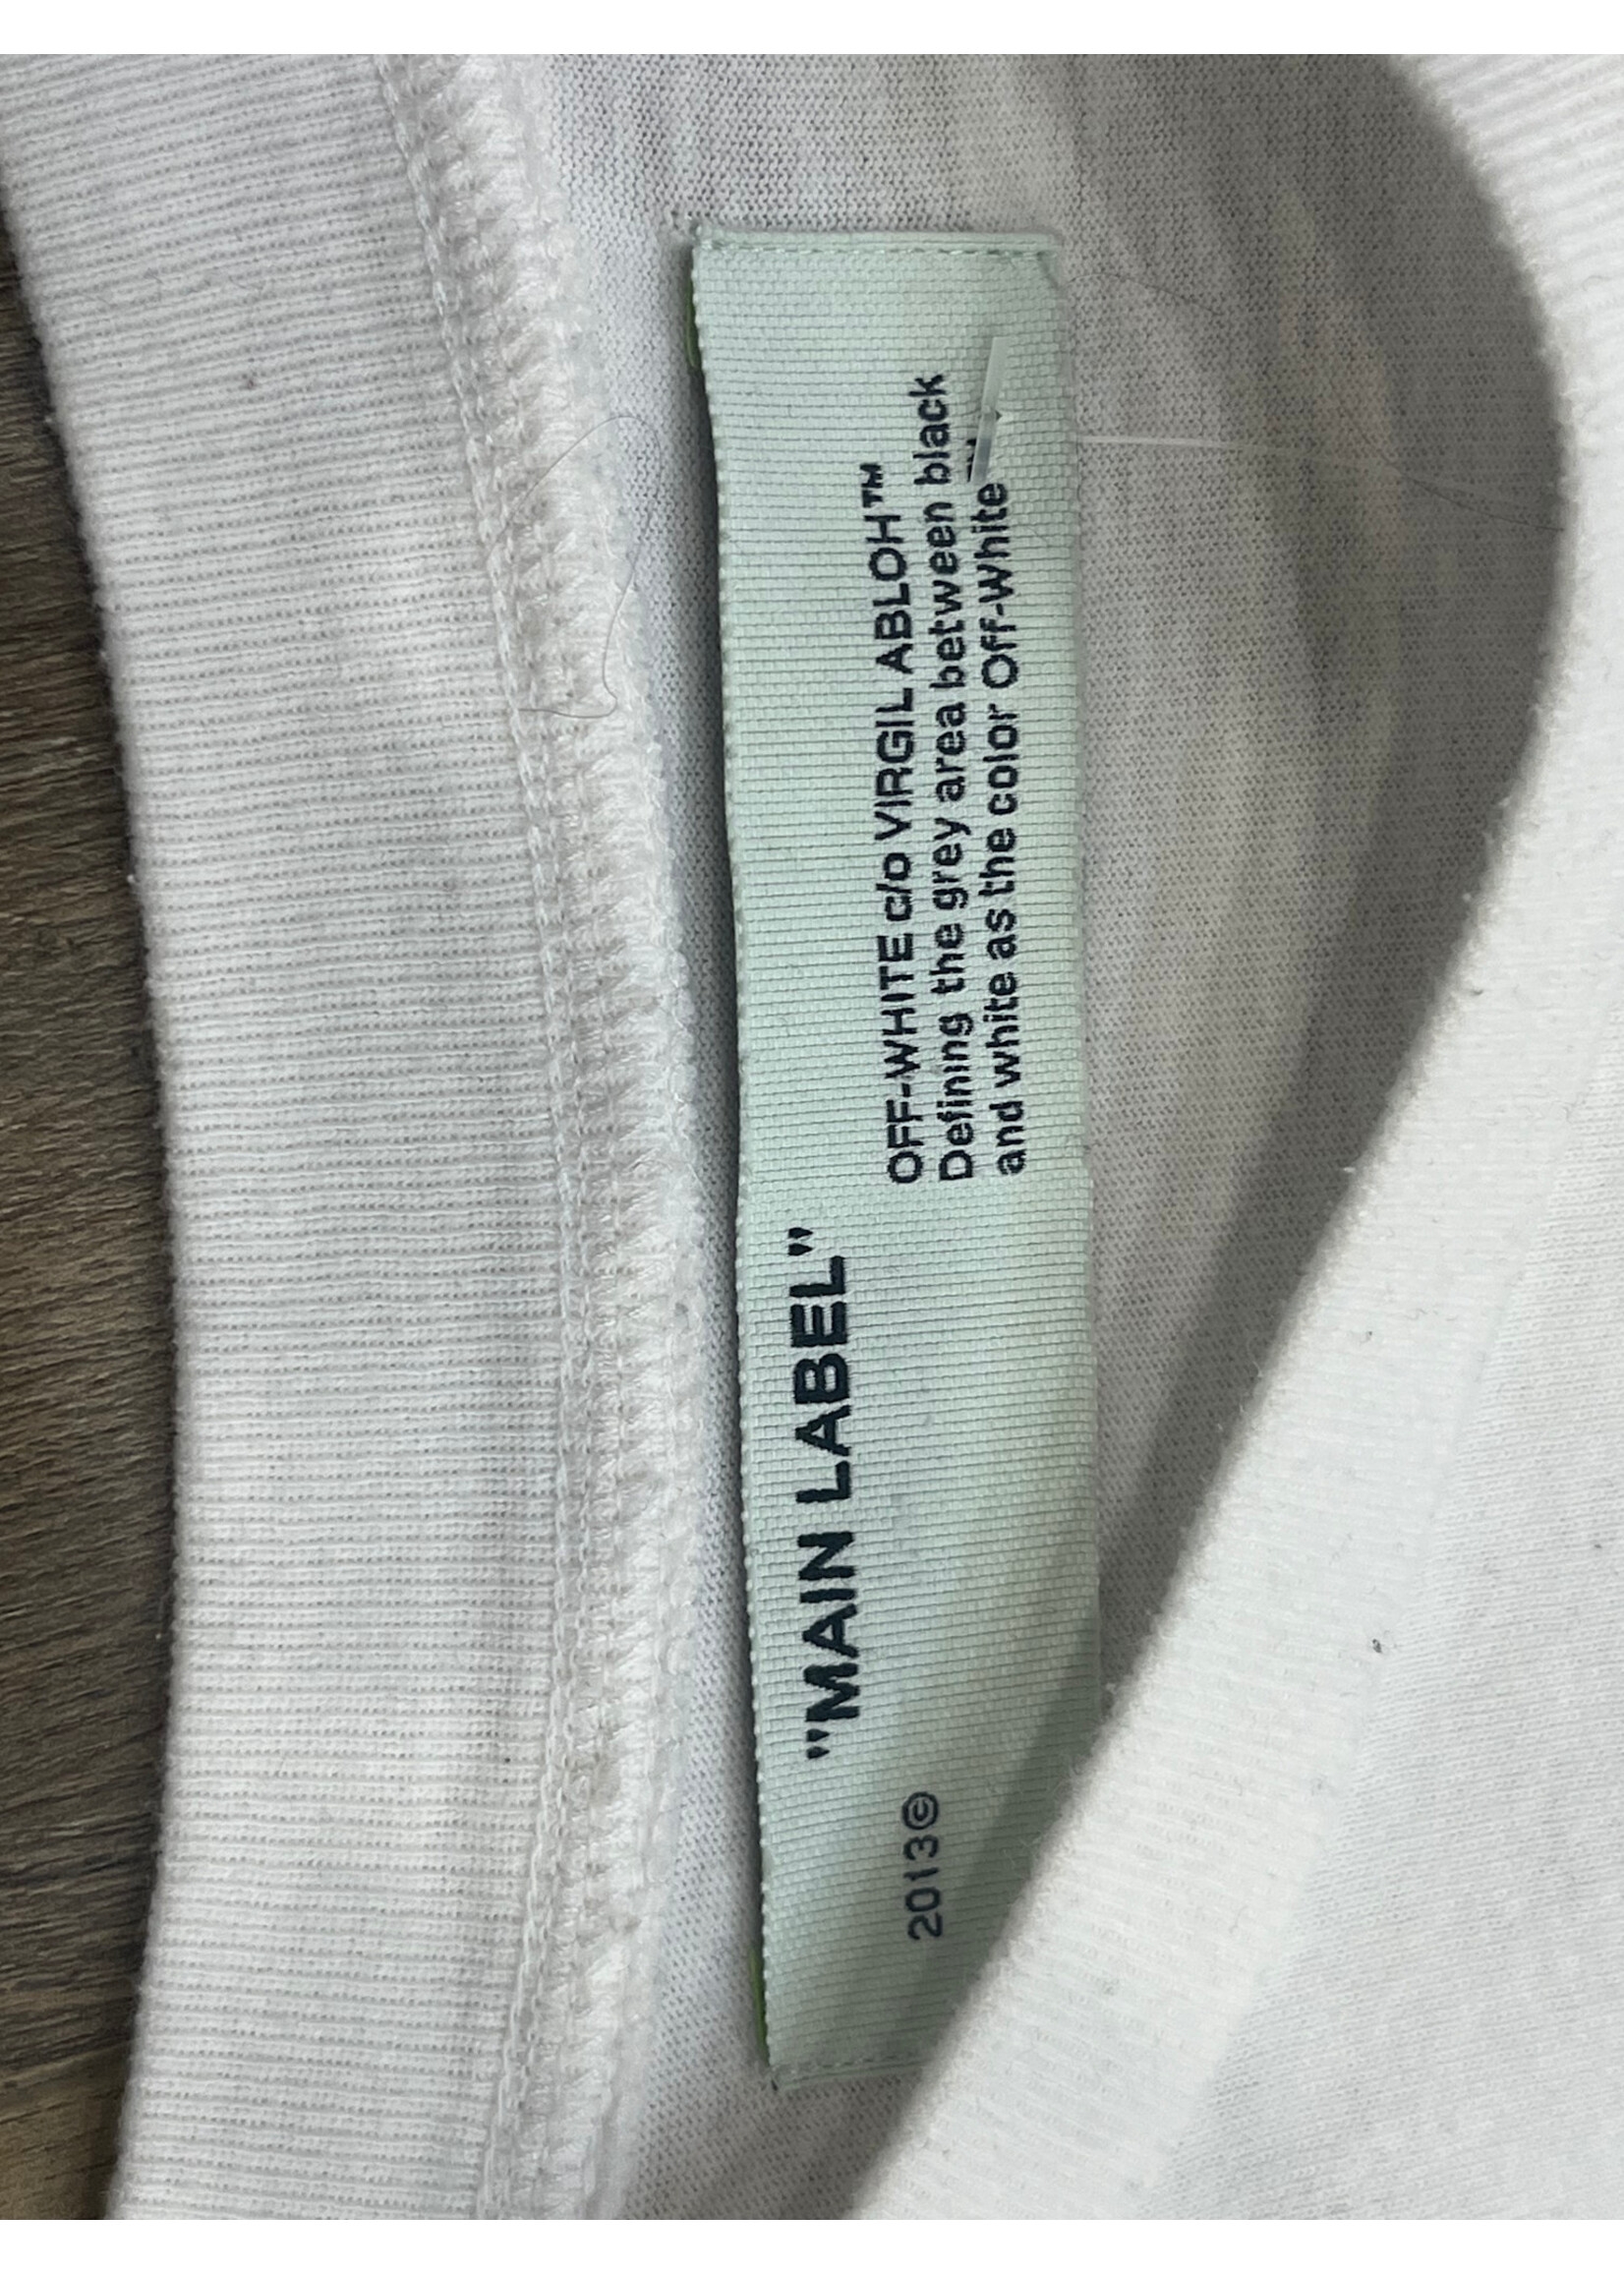 2013©
"MAIN LABEL"
OFF-WHITE c/o VIRGIL ABLOH™
Defining the grey area between black
and white as the color Off-White™